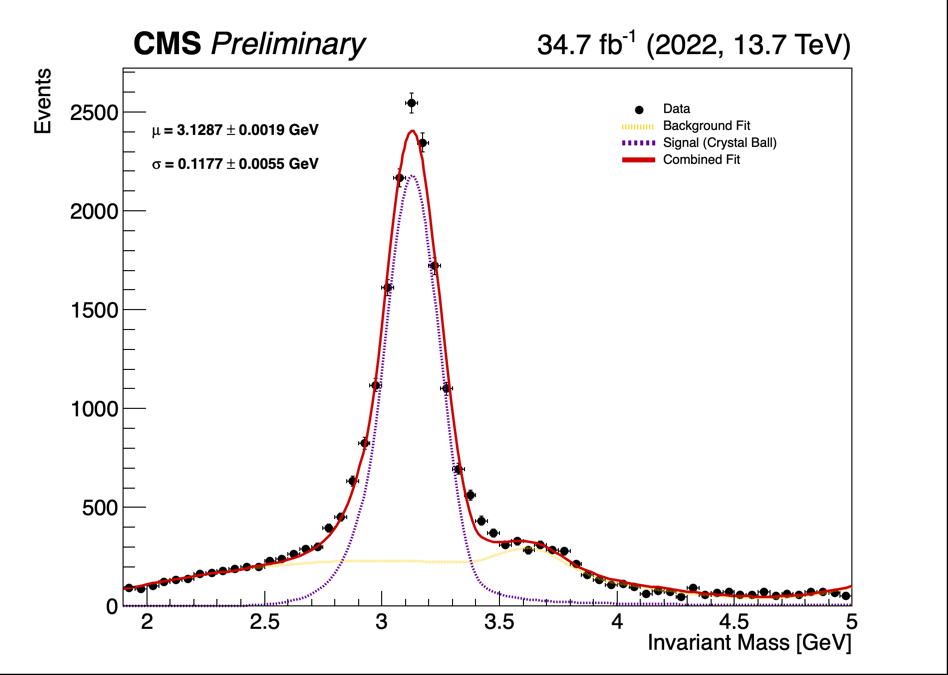 CMS Preliminary
34.7 fb⁻¹ (2022, 13.7 TeV)
Events
μ = 3.1287 ± 0.0019 GeV
σ = 0.1177 ± 0.0055 GeV
Data
Background Fit
Signal (Crystal Ball)
Combined Fit
2500
2000
1500
1000
500
0
2 2.5 3 3.5 4 4.5 5
Invariant Mass [GeV]